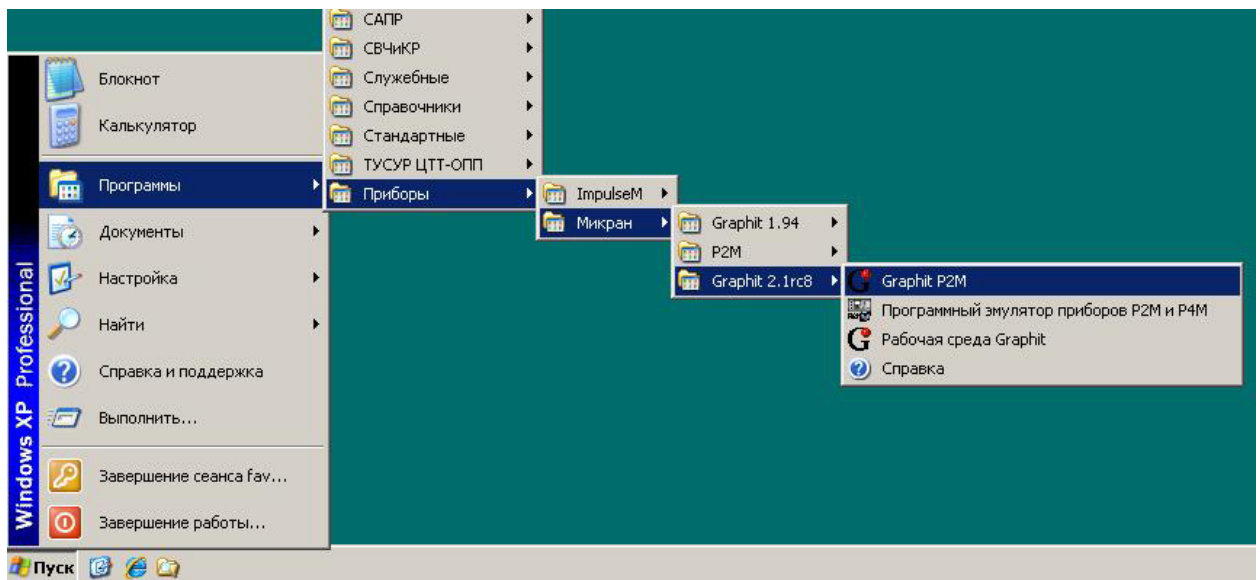 САПР
СВЧиКР
Служебные
Справочники
Стандартные
ТУСУР ЦТТ-ОПП
Приборы
ImpulseM
Микран
Graphit 1.94
P2M
Graphit 2.1rc8
Graphit P2M
Программный эмулятор приборов P2M и P4M
Рабочая среда Graphit
Справка
Блокнот
Калькулятор
Программы
Документы
Настройка
Найти
Справка и поддержка
Выполнить...
Завершение сеанса fav...
Завершение работы...
Windows XP Professional
Пуск